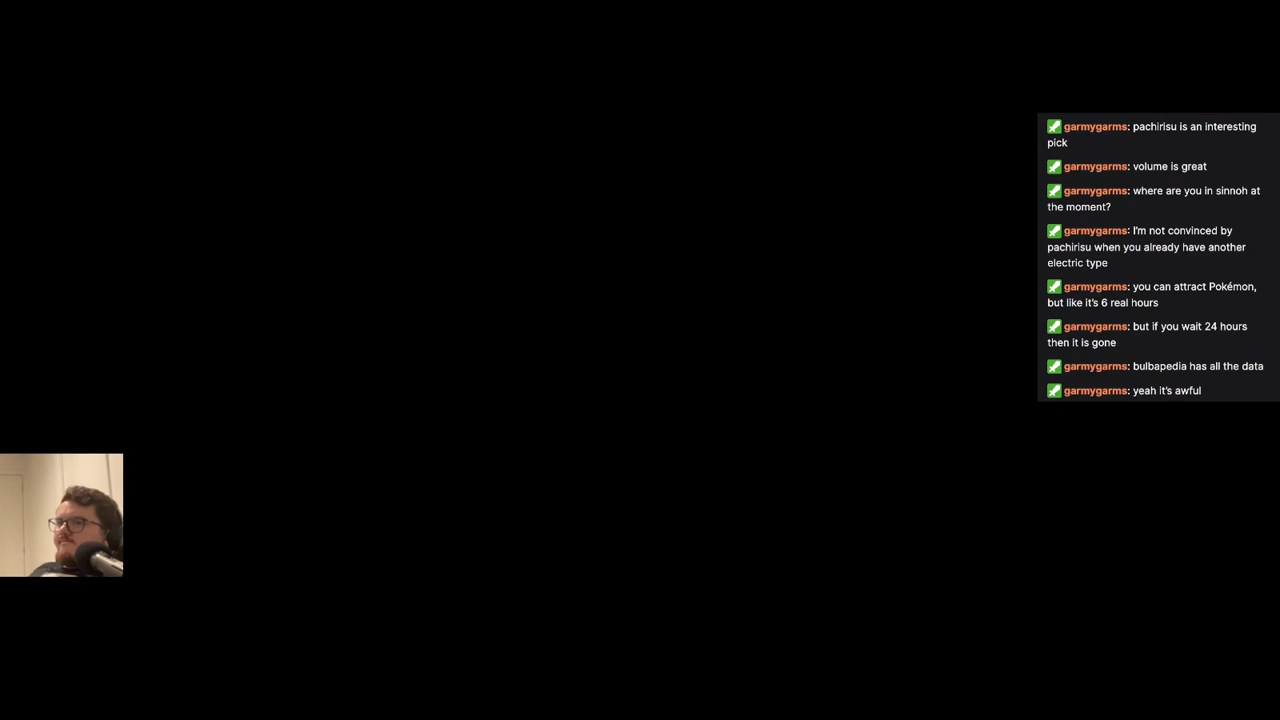 garmygarms: pachirisu is an interesting
pick
garmygarms: volume is great
garmygarms: where are you in sinnoh at
the moment?
garmygarms: I'm not convinced by
pachirisu when you already have another
electric type
garmygarms: you can attract Pokémon,
but like it's 6 real hours
garmygarms: but if you wait 24 hours
then it is gone
garmygarms: bulbapedia has all the data
garmygarms: yeah it's awful